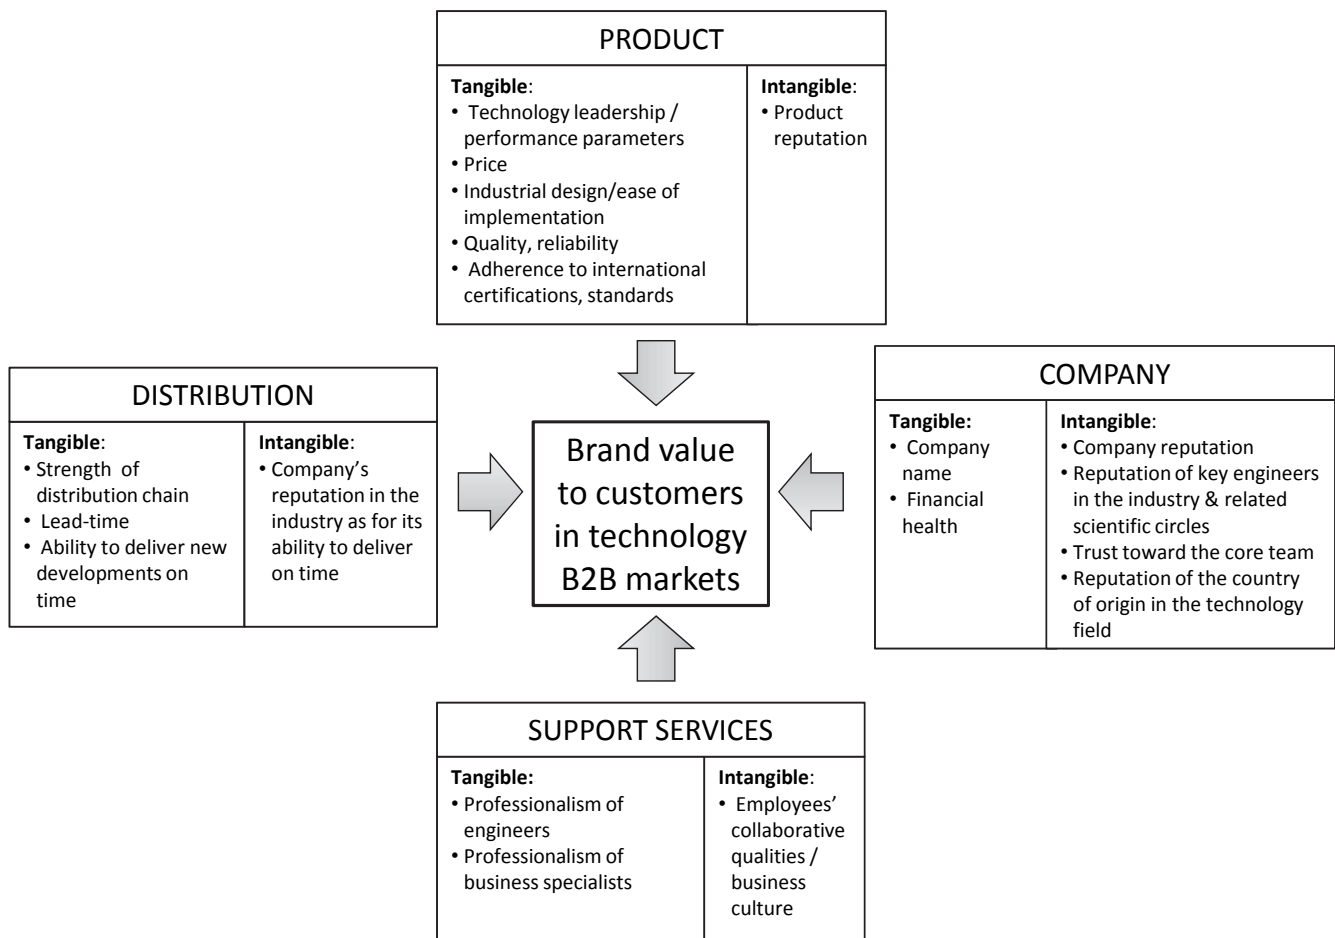 PRODUCT
Tangible:
• Technology leadership /
performance parameters
• Price
• Industrial design/ease of
implementation
• Quality, reliability
• Adherence to international
certifications, standards
Intangible:
• Product
reputation
DISTRIBUTION
Tangible:
• Strength of
distribution chain
• Lead-time
• Ability to deliver new
developments on
time
Intangible:
• Company’s
reputation in the
industry as for its
ability to deliver
on time
Brand value
to customers
in technology
B2B markets
COMPANY
Tangible:
• Company
name
• Financial
health
Intangible:
• Company reputation
• Reputation of key engineers
in the industry & related
scientific circles
• Trust toward the core team
• Reputation of the country
of origin in the technology
field
SUPPORT SERVICES
Tangible:
• Professionalism of
engineers
• Professionalism of
business specialists
Intangible:
• Employees’
collaborative
qualities /
business
culture